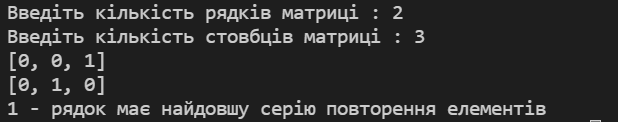 Введіть кількість рядків матриці : 2
Введіть кількість стовбців матриці : 3
[0, 0, 1]
[0, 1, 0]
1 - рядок має найдовшу серію повторення елементів